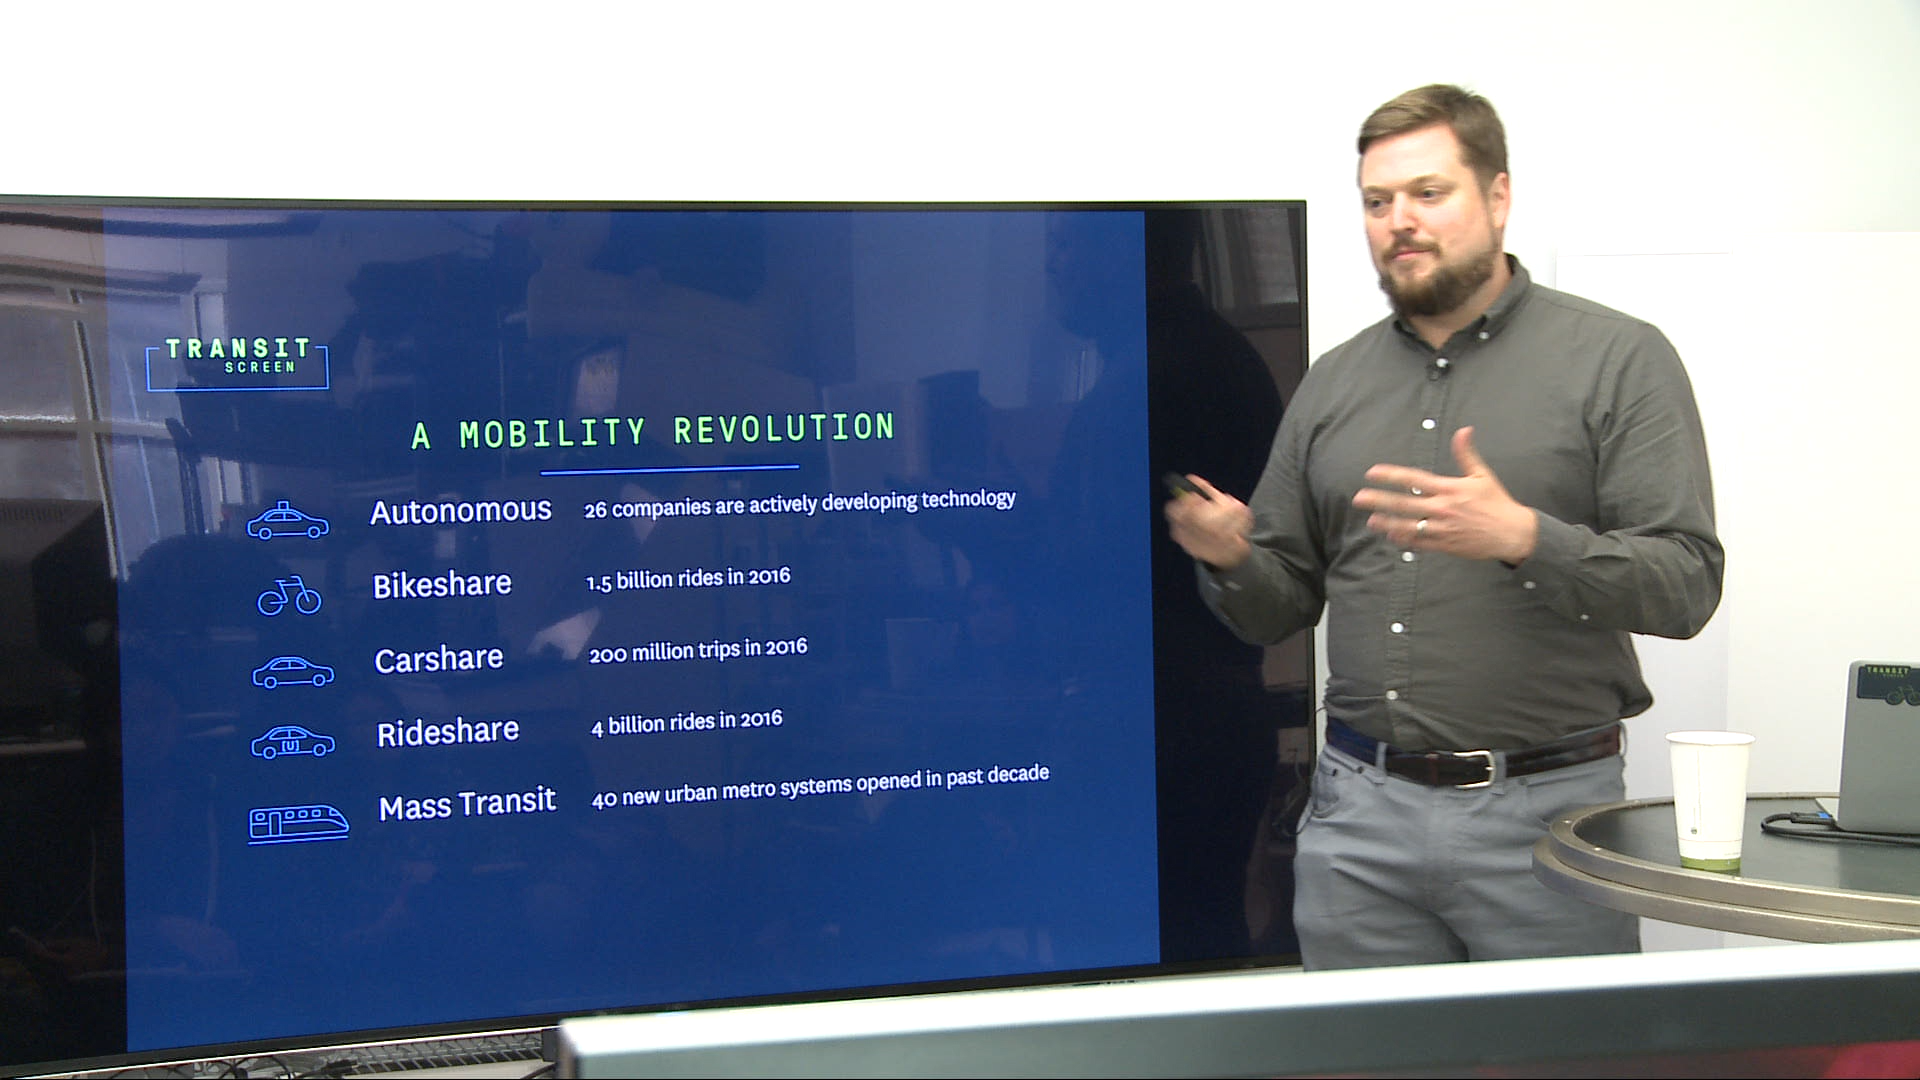 TRANSIT
SCREEN
A MOBILITY REVOLUTION
Autonomous 26 companies are actively developing technology
Bikeshare 1.5 billion rides in 2016
Carshare 200 million trips in 2016
[U]
Rideshare 4 billion rides in 2016
Mass Transit 40 new urban metro systems opened in past decade
TRANSIT
SCREEN